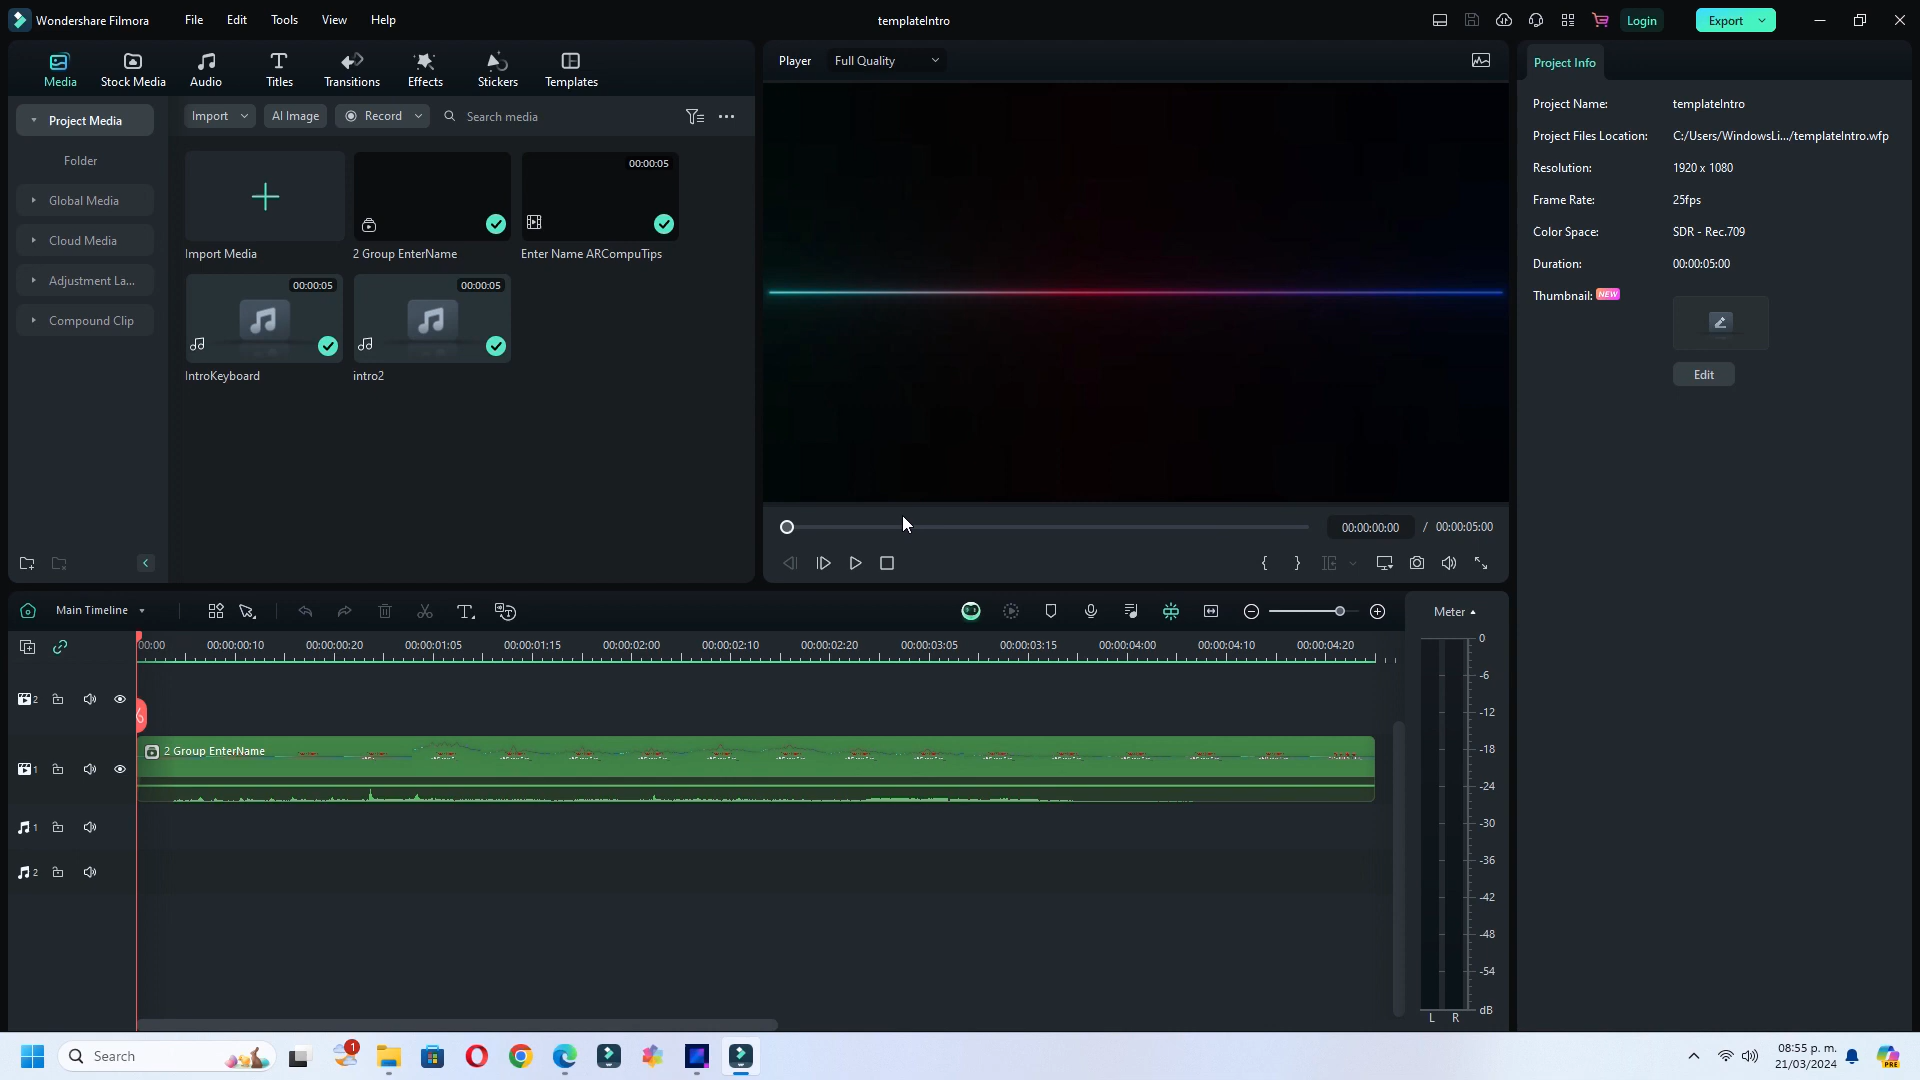 Wondershare Filmora File Edit Tools View Help templateIntro Login Export
Media Stock Media Audio Titles Transitions Effects Stickers Templates
Player Full Quality
Project Info
Project Media
Folder
Global Media
Cloud Media
Adjustment La...
Compound Clip
Import AI Image Record Search media
00:00:05
Import Media 2 Group EnterName Enter Name ARCompuTips
00:00:05 00:00:05
IntroKeyboard intro2
Project Name: templateIntro
Project Files Location: C:/Users/WindowsLi.../templateIntro.wfp
Resolution: 1920 x 1080
Frame Rate: 25fps
Color Space: SDR - Rec.709
Duration: 00:00:05:00
Thumbnail: NEW
Edit
00:00:00:00 / 00:00:05:00
Main Timeline
Meter
00:00 00:00:00:10 00:00:00:20 00:00:01:05 00:00:01:15 00:00:02:00 00:00:02:10 00:00:02:20 00:00:03:05 00:00:03:15 00:00:04:00 00:00:04:10 00:00:04:20
2
2 Group EnterName
1
1
2
0
-6
-12
-18
-24
-30
-36
-42
-48
-54
dB
L R
Search
1
08:55 p. m.
21/03/2024
PRE